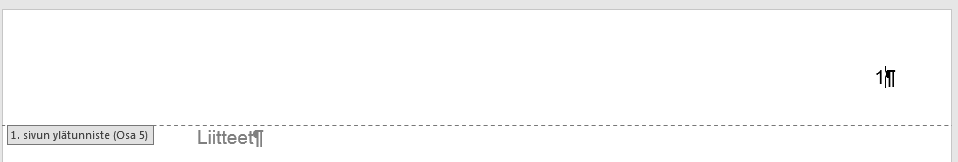 1¶
1. sivun ylätunniste (Osa 5)
Liitteet¶